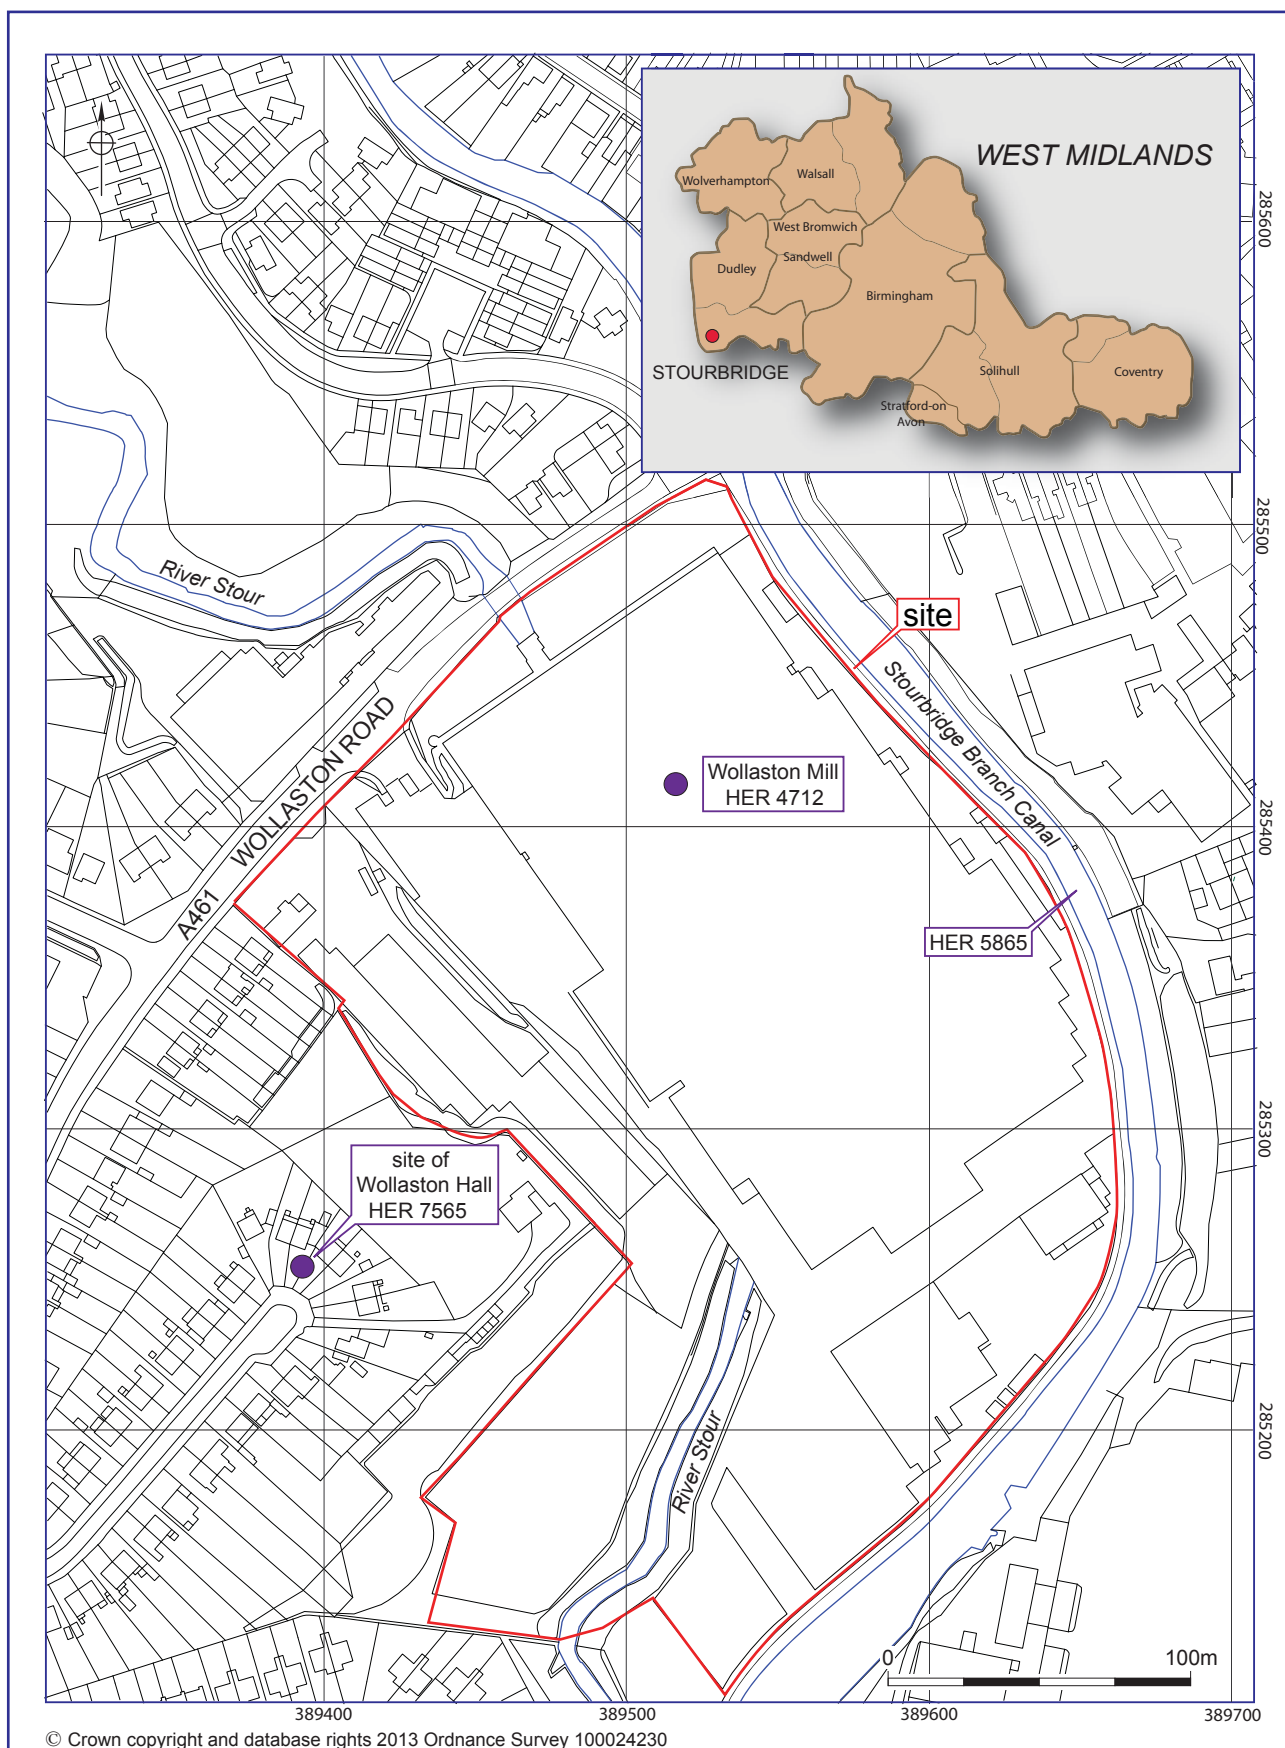 WEST MIDLANDS
Wolverhampton
Walsall
West Bromwich
Sandwell
Dudley
Birmingham
STOURBRIDGE
Solihull
Coventry
Stratford-on
Avon
285600
285500
285400
285300
285200
River Stour
site
Stourbridge Branch Canal
A461 WOLLASTON ROAD
Wollaston Mill
HER 4712
HER 5865
site of
Wollaston Hall
HER 7565
River Stour
0 100m
389400 389500 389600 389700
© Crown copyright and database rights 2013 Ordnance Survey 100024230